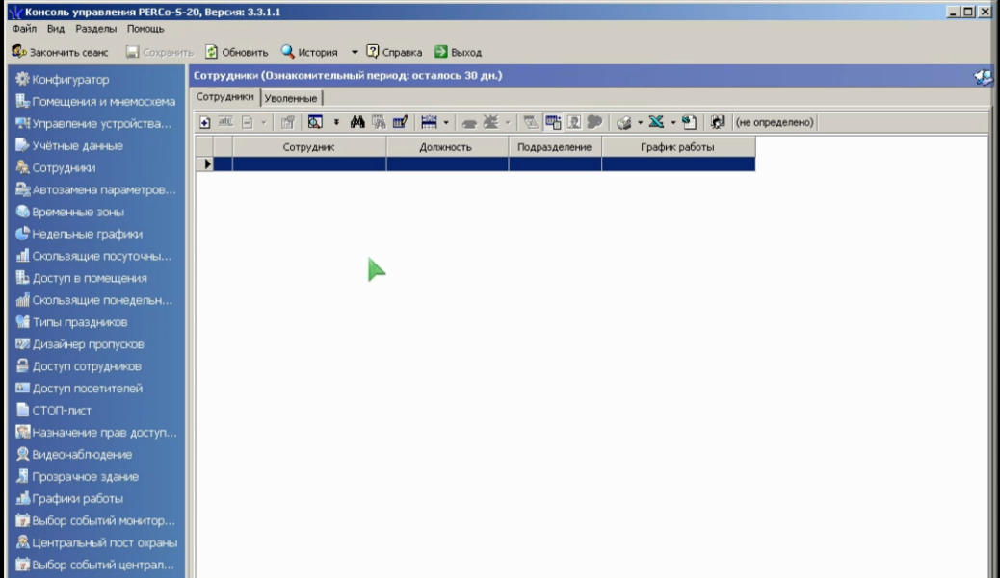 Консоль управления PERCo-S-20, Версия: 3.3.1.1
Файл Вид Разделы Помощь
Закончить сеанс Сохранить Обновить История Справка Выход
Конфигуратор
Помещения и мнемосхема
Управление устройства...
Учётные данные
Сотрудники
Автозамена параметров...
Временные зоны
Недельные графики
Скользящие посуточны...
Доступ в помещения
Скользящие понедельн...
Типы праздников
Дизайнер пропусков
Доступ сотрудников
Доступ посетителей
СТОП-лист
Назначение прав доступ...
Видеонаблюдение
Прозрачное здание
Графики работы
Выбор событий монитор...
Центральный пост охраны
Выбор событий централ...
Сотрудники (Ознакомительный период: осталось 30 дн.)
Сотрудники Уволенные
(не определено)
Сотрудник Должность Подразделение График работы